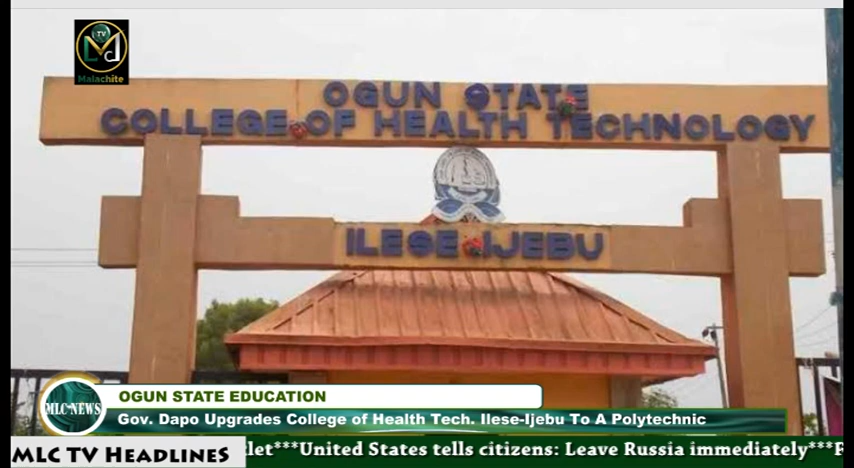 TV
Malachite
OGUN STATE
COLLEGE OF HEALTH TECHNOLOGY
ILESE-IJEBU
MLC NEWS
OGUN STATE EDUCATION
Gov. Dapo Upgrades College of Health Tech. Ilese-Ijebu To A Polytechnic
MLC TV HEADLINES
let***United States tells citizens: Leave Russia immediately***F